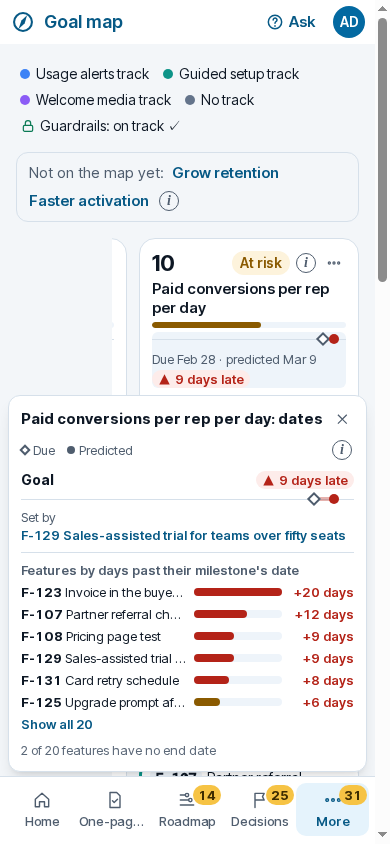 Goal map
Ask
AD
Usage alerts track
Guided setup track
Welcome media track
No track
Guardrails: on track ✓
Not on the map yet: Grow retention
Faster activation
10
At risk
Paid conversions per rep
per day
Due Feb 28 · predicted Mar 9
▲ 9 days late
Paid conversions per rep per day: dates
Due
Predicted
Goal
▲ 9 days late
Set by
F-129 Sales-assisted trial for teams over fifty seats
Features by days past their milestone's date
F-123 Invoice in the buye… +20 days
F-107 Partner referral ch… +12 days
F-108 Pricing page test +9 days
F-129 Sales-assisted trial … +9 days
F-131 Card retry schedule +8 days
F-125 Upgrade prompt af… +6 days
Show all 20
2 of 20 features have no end date
14
25
31
Home
One-pag…
Roadmap
Decisions
More